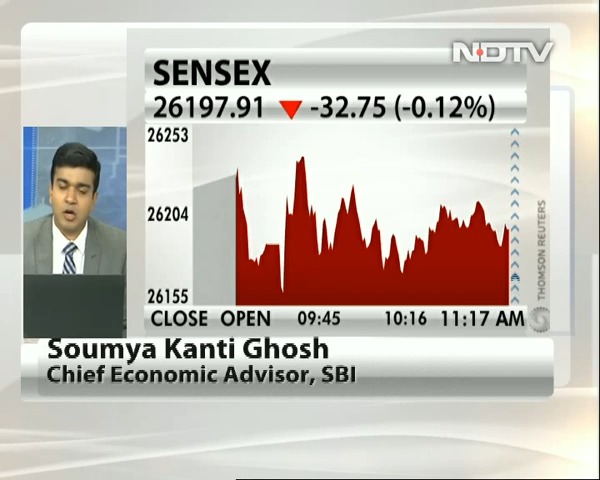 NDTV
SENSEX
26197.91 ▼ -32.75 (-0.12%)
26253
26204
26155
CLOSE OPEN 09:45 10:16 11:17 AM
THOMSON REUTERS
Soumya Kanti Ghosh
Chief Economic Advisor, SBI